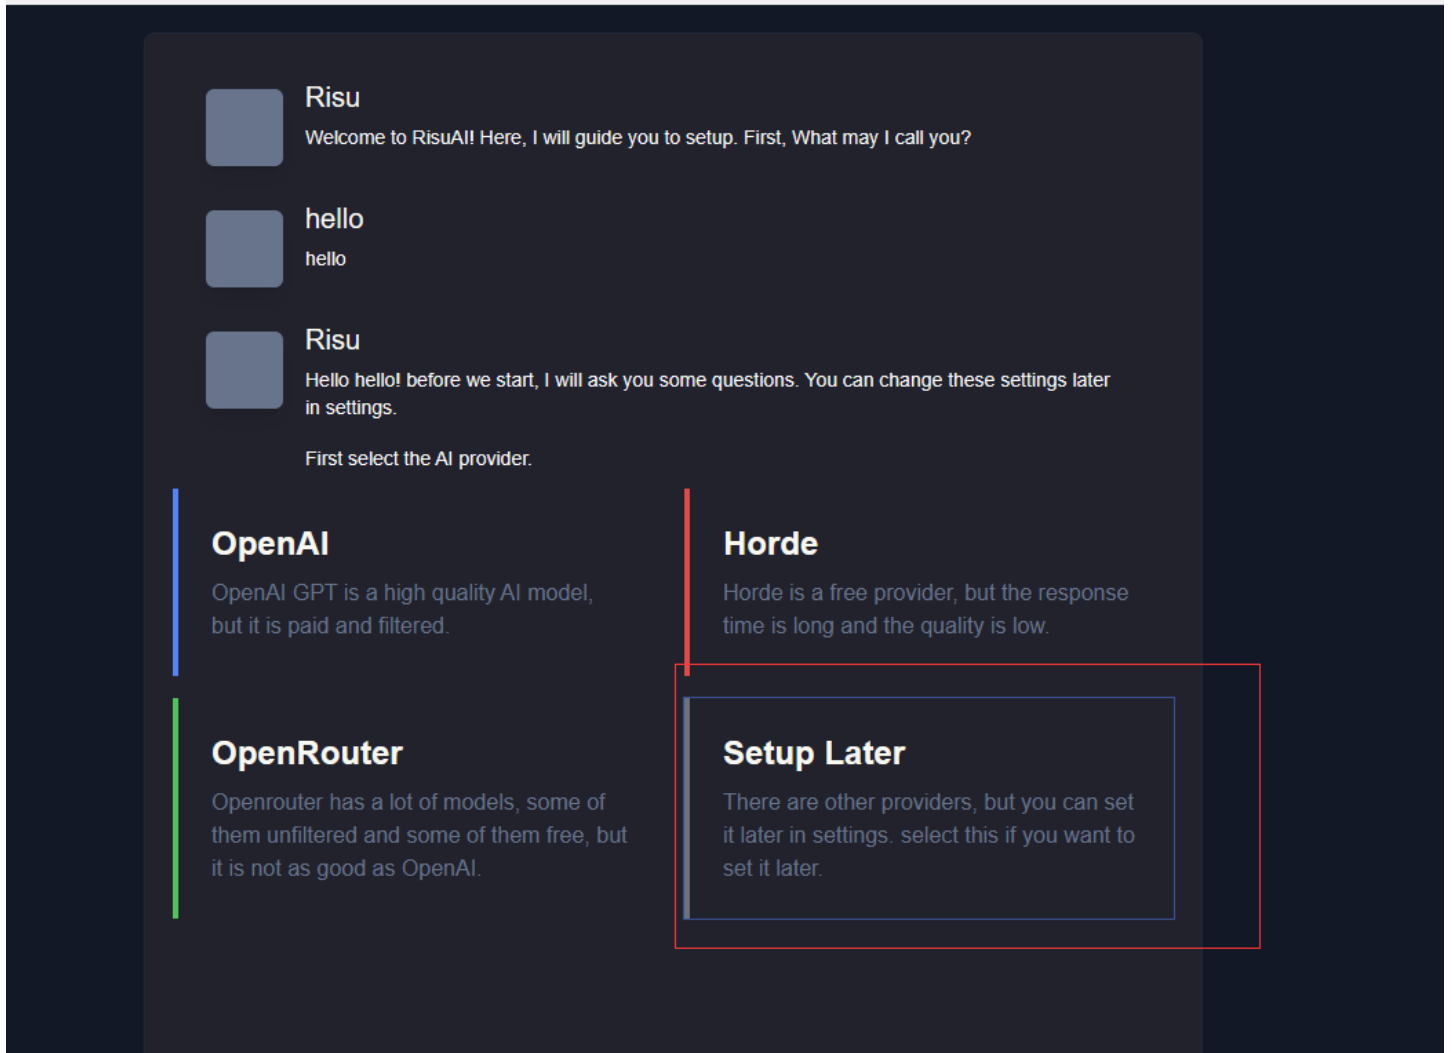 Risu
Welcome to RisuAI! Here, I will guide you to setup. First, What may I call you?
hello
hello
Risu
Hello hello! before we start, I will ask you some questions. You can change these settings later
in settings.
First select the AI provider.
OpenAI
OpenAI GPT is a high quality AI model,
but it is paid and filtered.
Horde
Horde is a free provider, but the response
time is long and the quality is low.
OpenRouter
Openrouter has a lot of models, some of
them unfiltered and some of them free, but
it is not as good as OpenAI.
Setup Later
There are other providers, but you can set
it later in settings. select this if you want to
set it later.